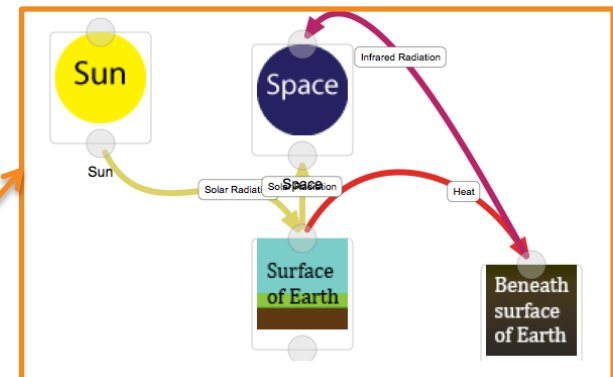 Sun
Space
Infrared Radiation
Sun
Solar Radiati
Solar Radiation
Space
Heat
Surface
of Earth
Beneath
surface
of Earth